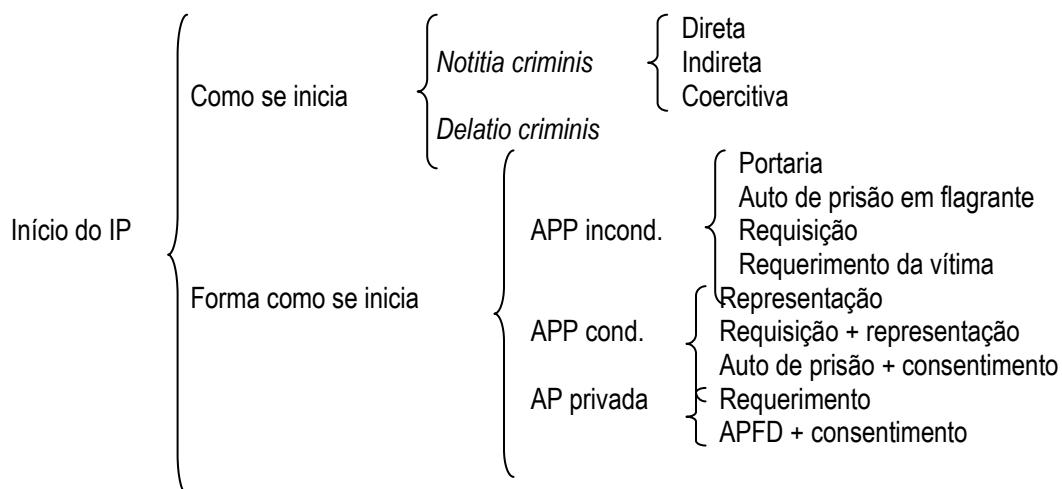 Início do IP
Como se inicia
Notitia criminis
Direta
Indireta
Coercitiva
Delatio criminis
Forma como se inicia
APP incond.
Portaria
Auto de prisão em flagrante
Requisição
Requerimento da vítima
APP cond.
Representação
Requisição + representação
Auto de prisão + consentimento
AP privada
Requerimento
APFD + consentimento